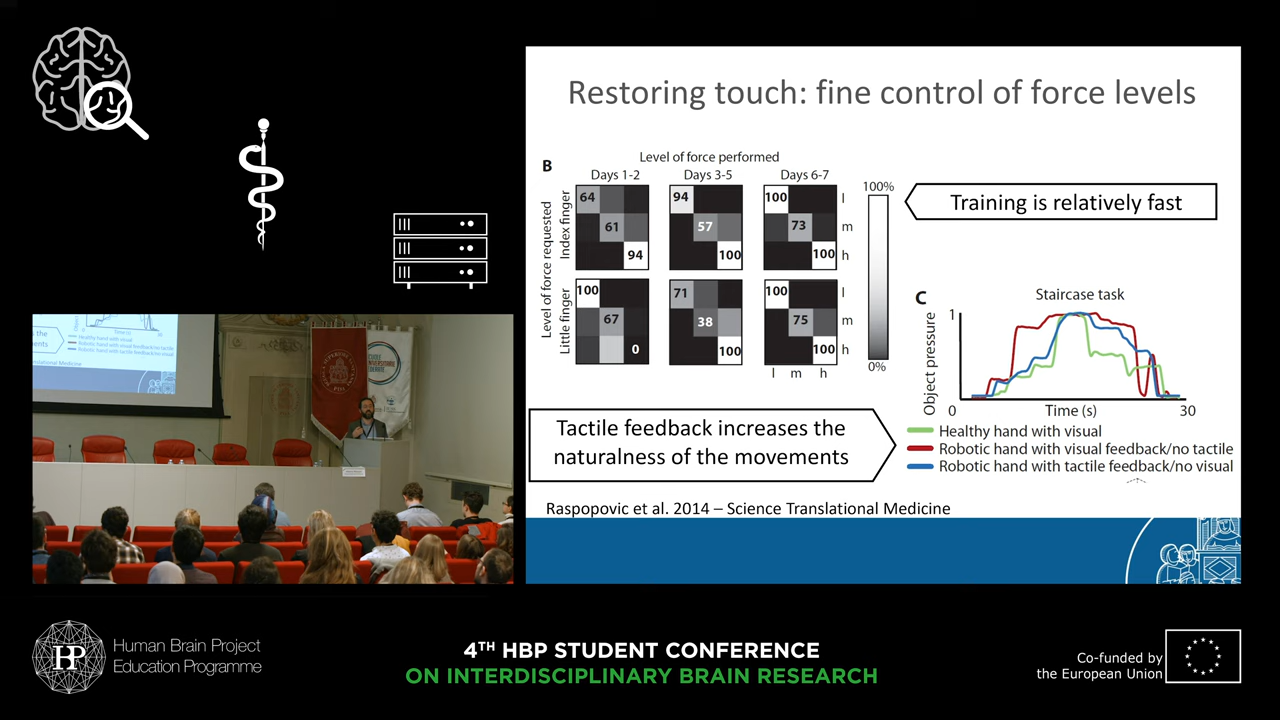 Restoring touch: fine control of force levels
B
Level of force performed
Days 1-2
Days 3-5
Days 6-7
Level of force requested
Index finger
Little finger
64
61
94
94
57
100
100
73
100
l
m
h
100
67
0
71
38
100
100
75
100
l
m
h
l m h
100%
0%
Training is relatively fast
C
Staircase task
Object pressure
1
0
Time (s)
30
Healthy hand with visual
Robotic hand with visual feedback/no tactile
Robotic hand with tactile feedback/no visual
Tactile feedback increases the
naturalness of the movements
Raspopovic et al. 2014 – Science Translational Medicine
HBP
Human Brain Project
Education Programme
4TH HBP STUDENT CONFERENCE
ON INTERDISCIPLINARY BRAIN RESEARCH
Co-funded by
the European Union